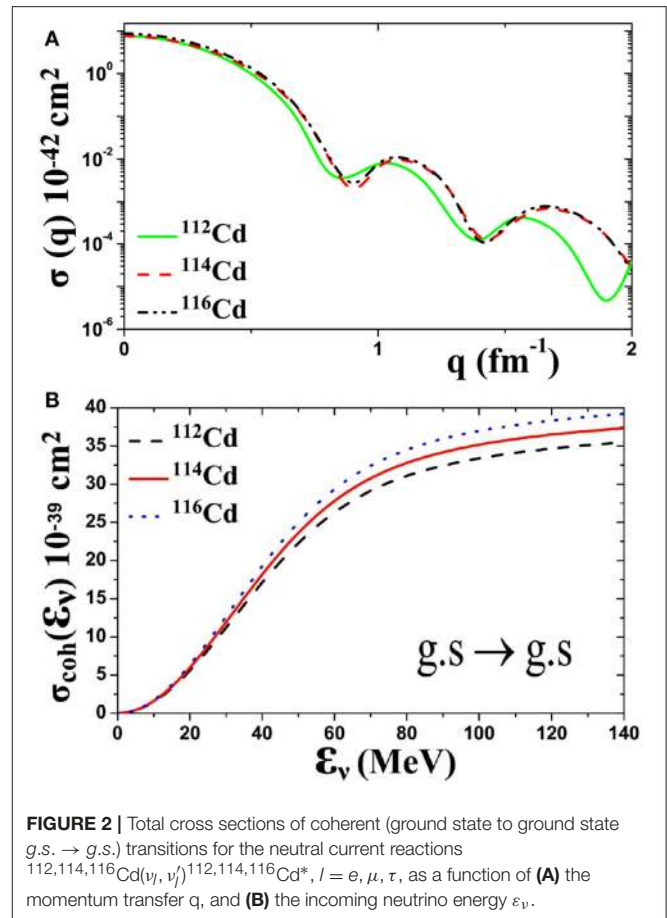 A
10⁰
10⁻²
10⁻⁴
10⁻⁶
σ (q) 10⁻⁴² cm²
¹¹²Cd
¹¹⁴Cd
¹¹⁶Cd
0 1 2
q (fm⁻¹)
B
40
35
30
25
20
15
10
5
0
σcoh(εν) 10⁻³⁹ cm²
¹¹²Cd
¹¹⁴Cd
¹¹⁶Cd
g.s → g.s
0 20 40 60 80 100 120 140
εν (MeV)
FIGURE 2 | Total cross sections of coherent (ground state to ground state
g.s. → g.s.) transitions for the neutral current reactions
¹¹²,¹¹⁴,¹¹⁶Cd(νl, ν′l)¹¹²,¹¹⁴,¹¹⁶Cd*, l = e, μ, τ, as a function of (A) the
momentum transfer q, and (B) the incoming neutrino energy εν.